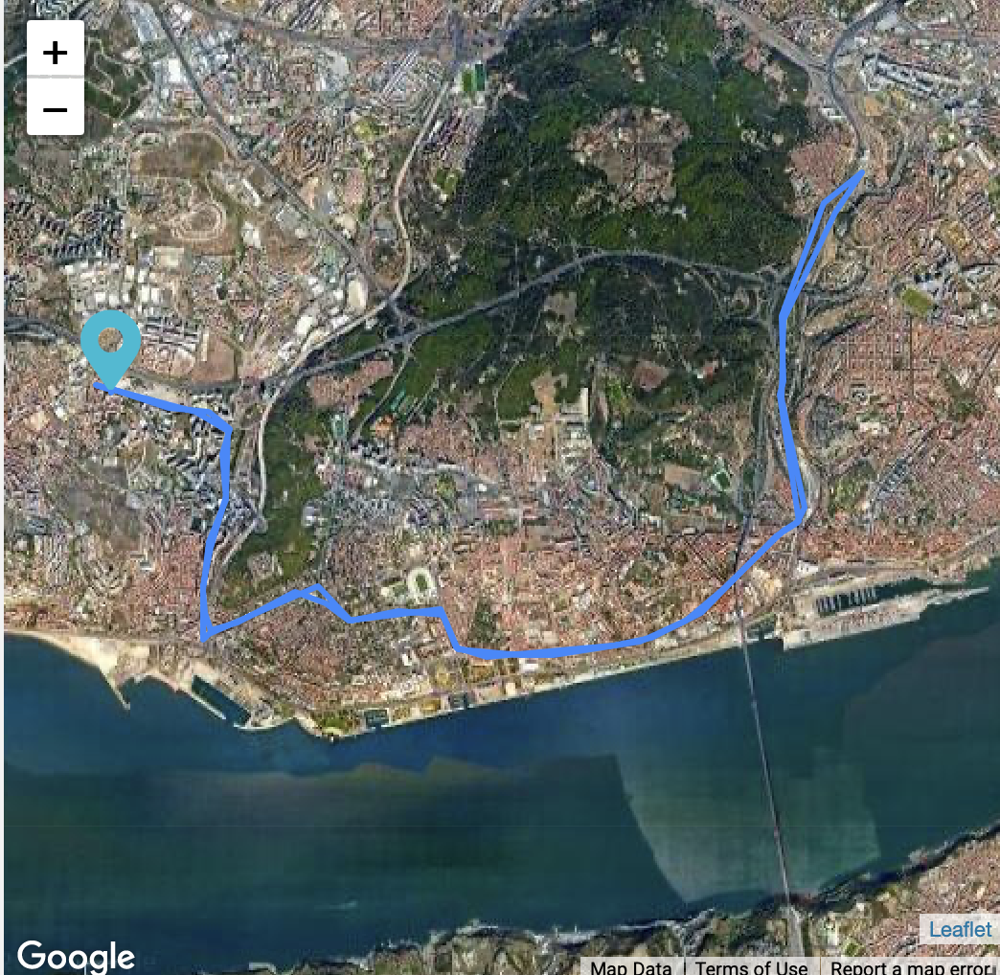 +
−
Leaflet
Google
Map Data | Terms of Use | Report a map error